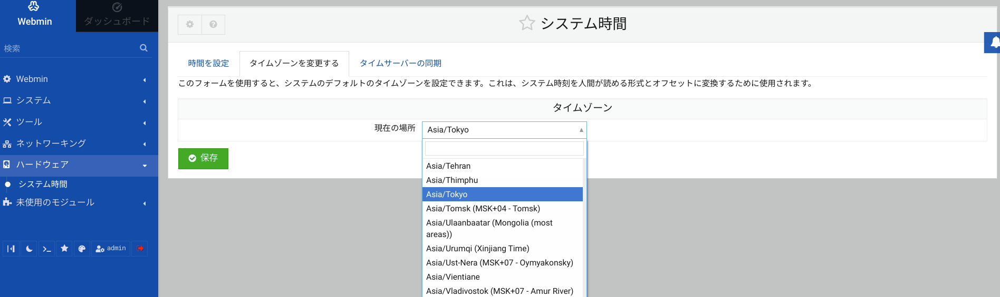 Webmin
ダッシュボード
検索
Webmin
システム
ツール
ネットワーキング
ハードウェア
システム時間
未使用のモジュール
admin
システム時間
時間を設定
タイムゾーンを変更する
タイムサーバーの同期
このフォームを使用すると、システムのデフォルトのタイムゾーンを設定できます。これは、システム時刻を人間が読める形式とオフセットに変換するために使用されます。
タイムゾーン
現在の場所
Asia/Tokyo
Asia/Tehran
Asia/Thimphu
Asia/Tokyo
Asia/Tomsk (MSK+04 - Tomsk)
Asia/Ulaanbaatar (Mongolia (most
areas))
Asia/Urumqi (Xinjiang Time)
Asia/Ust-Nera (MSK+07 - Oymyakonsky)
Asia/Vientiane
Asia/Vladivostok (MSK+07 - Amur River)
保存